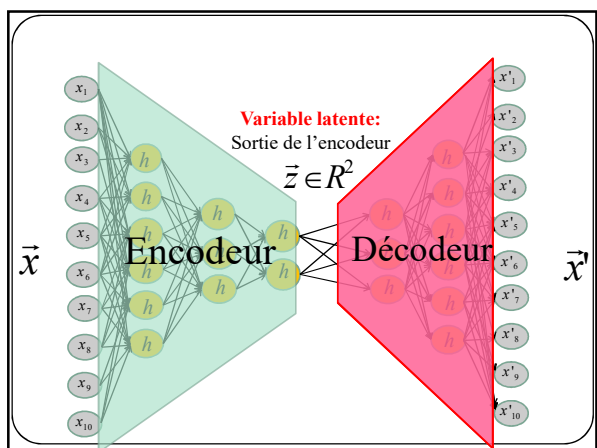 Variable latente:
Sortie de l'encodeur
z⃗ ∈ R²
x⃗
x₁
x₂
x₃
x₄
x₅
x₆
x₇
x₈
x₉
x₁₀
h
h
h
h
h
h
Encodeur
h
h
h
h
h
Décodeur
h
h
h
h
h
h
h
h
h
x'₁
x'₂
x'₃
x'₄
x'₅
x'₆
x'₇
x'₈
x'₉
x'₁₀
x⃗'